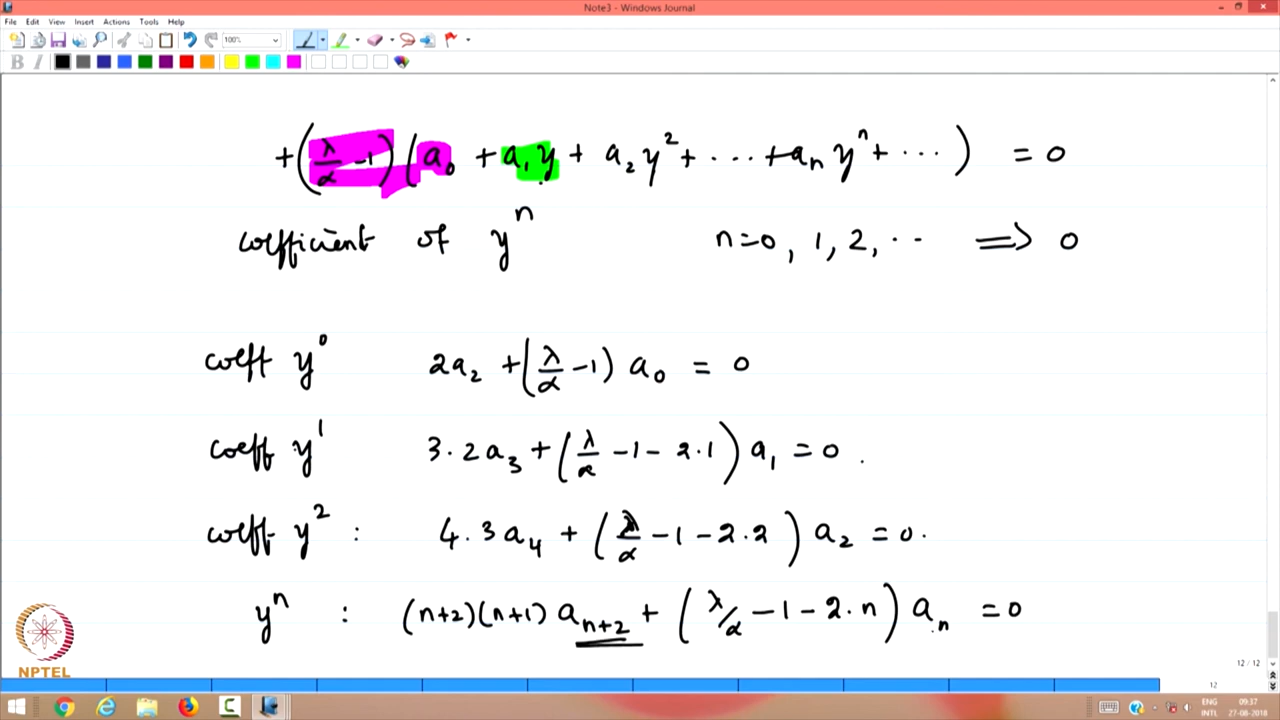 Note3 - Windows Journal
File Edit View Insert Actions Tools Help
100%
B I
+(λ/α -1)(a₀ + a₁y + a₂y² + ... + aₙyⁿ + ...) = 0
coefficient of yⁿ n=0, 1, 2, .. ⟹ 0
coeff y⁰ 2a₂ + (λ/α -1) a₀ = 0
coeff y¹ 3·2a₃ + (λ/α -1 - 2·1) a₁ = 0.
coeff y² : 4·3a₄ + (λ/α -1 - 2·2) a₂ = 0.
yⁿ : (n+2)(n+1) aₙ₊₂ + (λ/α -1 - 2·n) aₙ = 0
NPTEL
12 / 12
12
ENG 09:37
INTL 27-08-2018